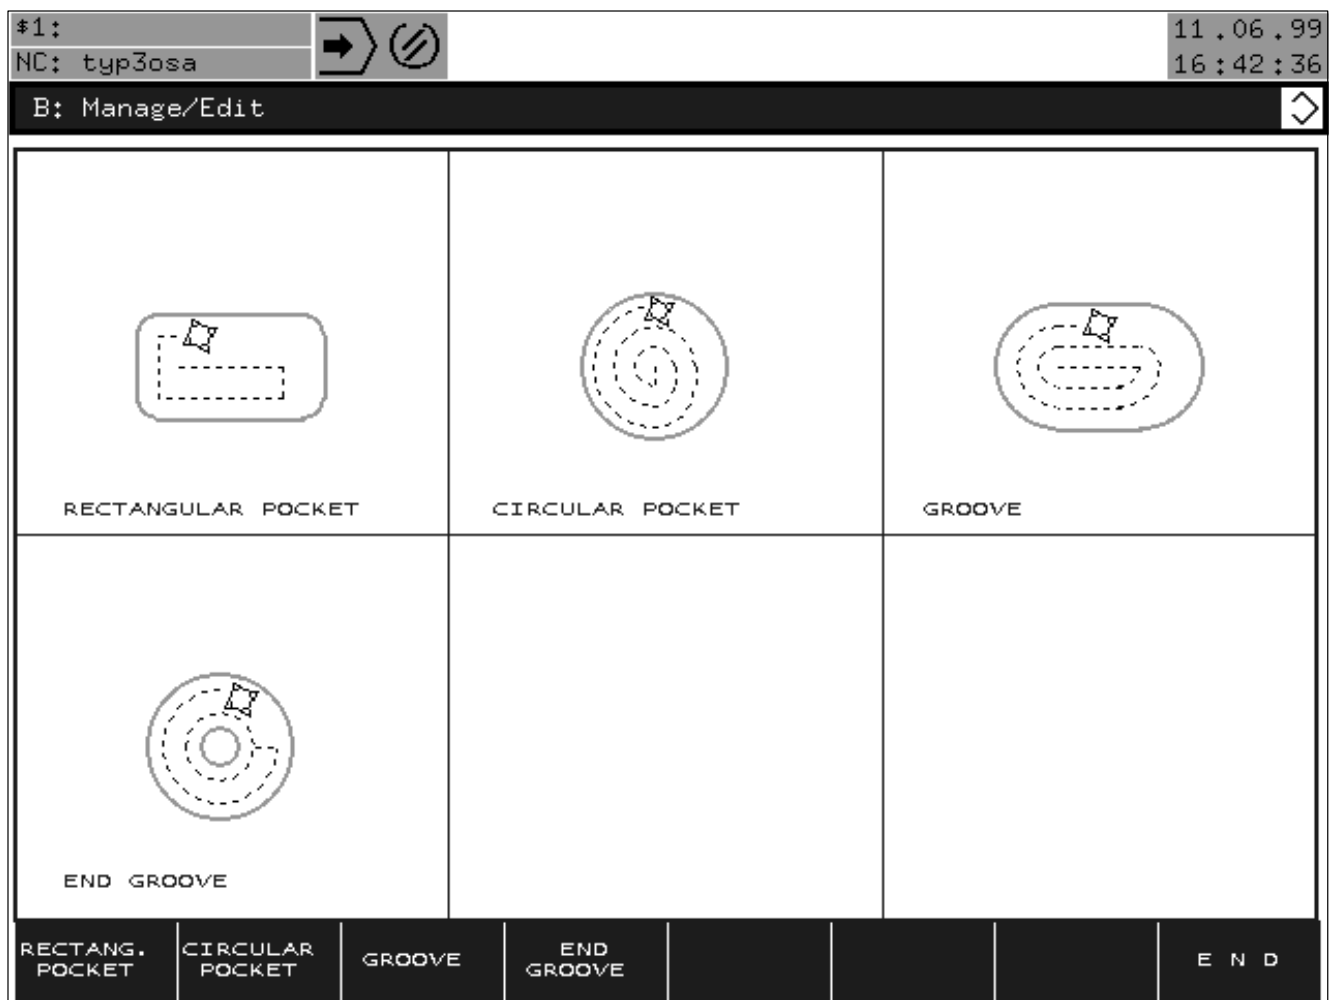 $1:
NC: typ3osa
11.06.99
16:42:36
B: Manage/Edit
RECTANGULAR POCKET
CIRCULAR POCKET
GROOVE
END GROOVE
RECTANG.
POCKET
CIRCULAR
POCKET
GROOVE
END
GROOVE
E N D